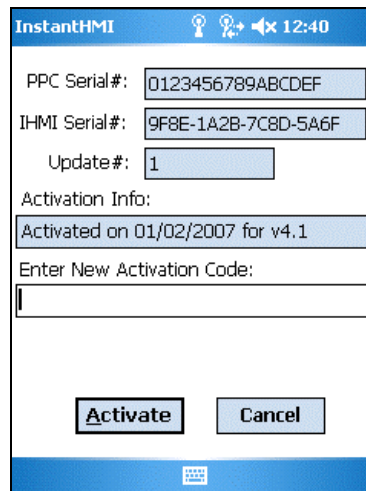 InstantHMI 12:40
PPC Serial#: 0123456789ABCDEF
IHMI Serial#: 9F8E-1A2B-7C8D-5A6F
Update#: 1
Activation Info:
Activated on 01/02/2007 for v4.1
Enter New Activation Code:
Activate Cancel